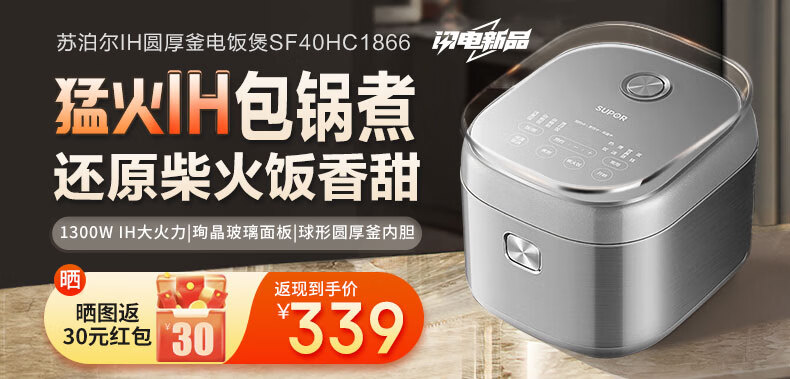 苏泊尔IH圆厚釜电饭煲SF40HC1866
闪电新品
猛火IH包锅煮
还原柴火饭香甜
1300W IH大火力|珣晶玻璃面板|球形圆厚釜内胆
晒
晒图返
30元红包
¥30
返现到手价
¥339
SUPOR